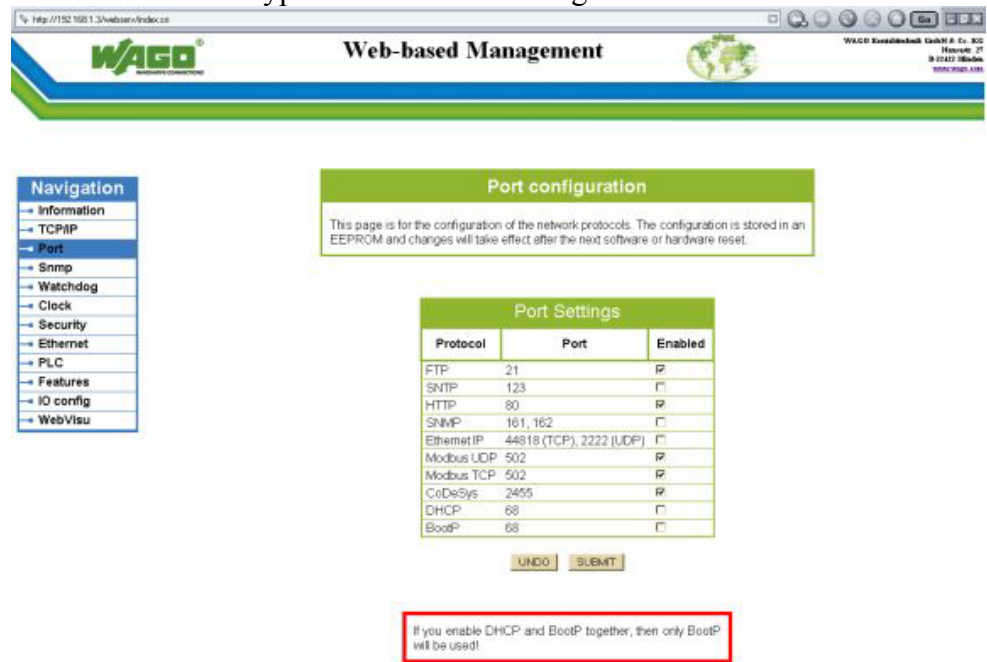 http://192.168.1.3/webserv/index.ssi
Go
WAGO®
INNOVATIVE CONNECTIONS
Web-based Management
WAGO Kontakttechnik GmbH & Co. KG
Hansastr. 27
D-32423 Minden
www.wago.com
Navigation
Information
TCP/IP
Port
Snmp
Watchdog
Clock
Security
Ethernet
PLC
Features
IO config
WebVisu
Port configuration
This page is for the configuration of the network protocols. The configuration is stored in an
EEPROM and changes will take effect after the next software or hardware reset.
Port Settings
Protocol Port Enabled
FTP 21
SNTP 123
HTTP 80
SNMP 161, 162
Ethernet IP 44818 (TCP), 2222 (UDP)
Modbus UDP 502
Modbus TCP 502
CoDeSys 2455
DHCP 68
BootP 68
UNDO SUBMIT
If you enable DHCP and BootP together, then only BootP
will be used!